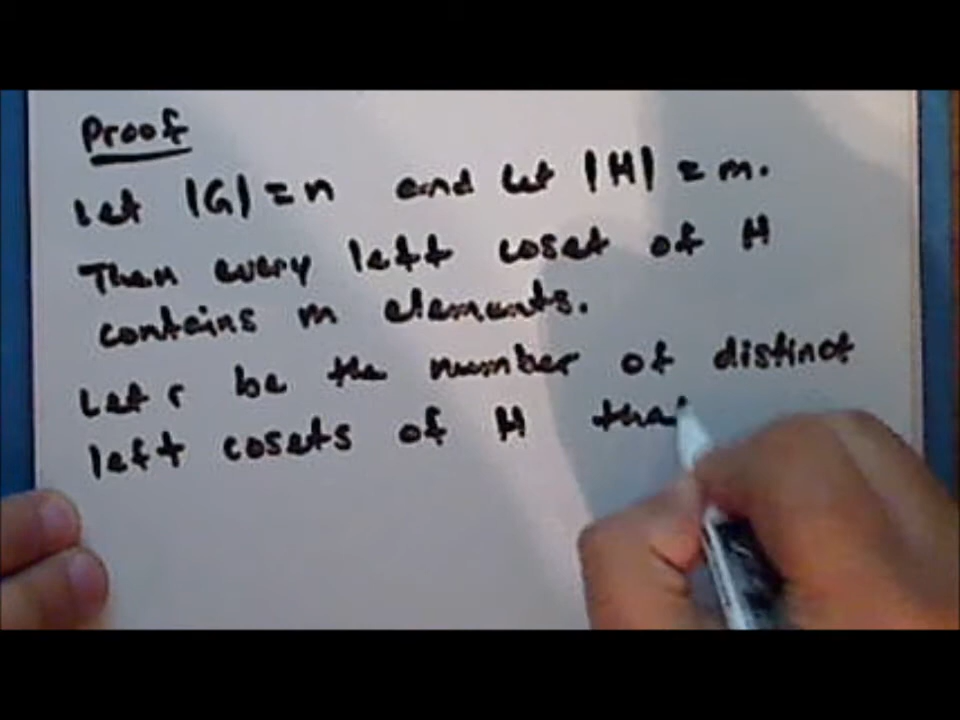 Proof
Let |G| = n and let |H| = m.
Then every left coset of H
contains m elements.
Let r be the number of distinct
left cosets of H that